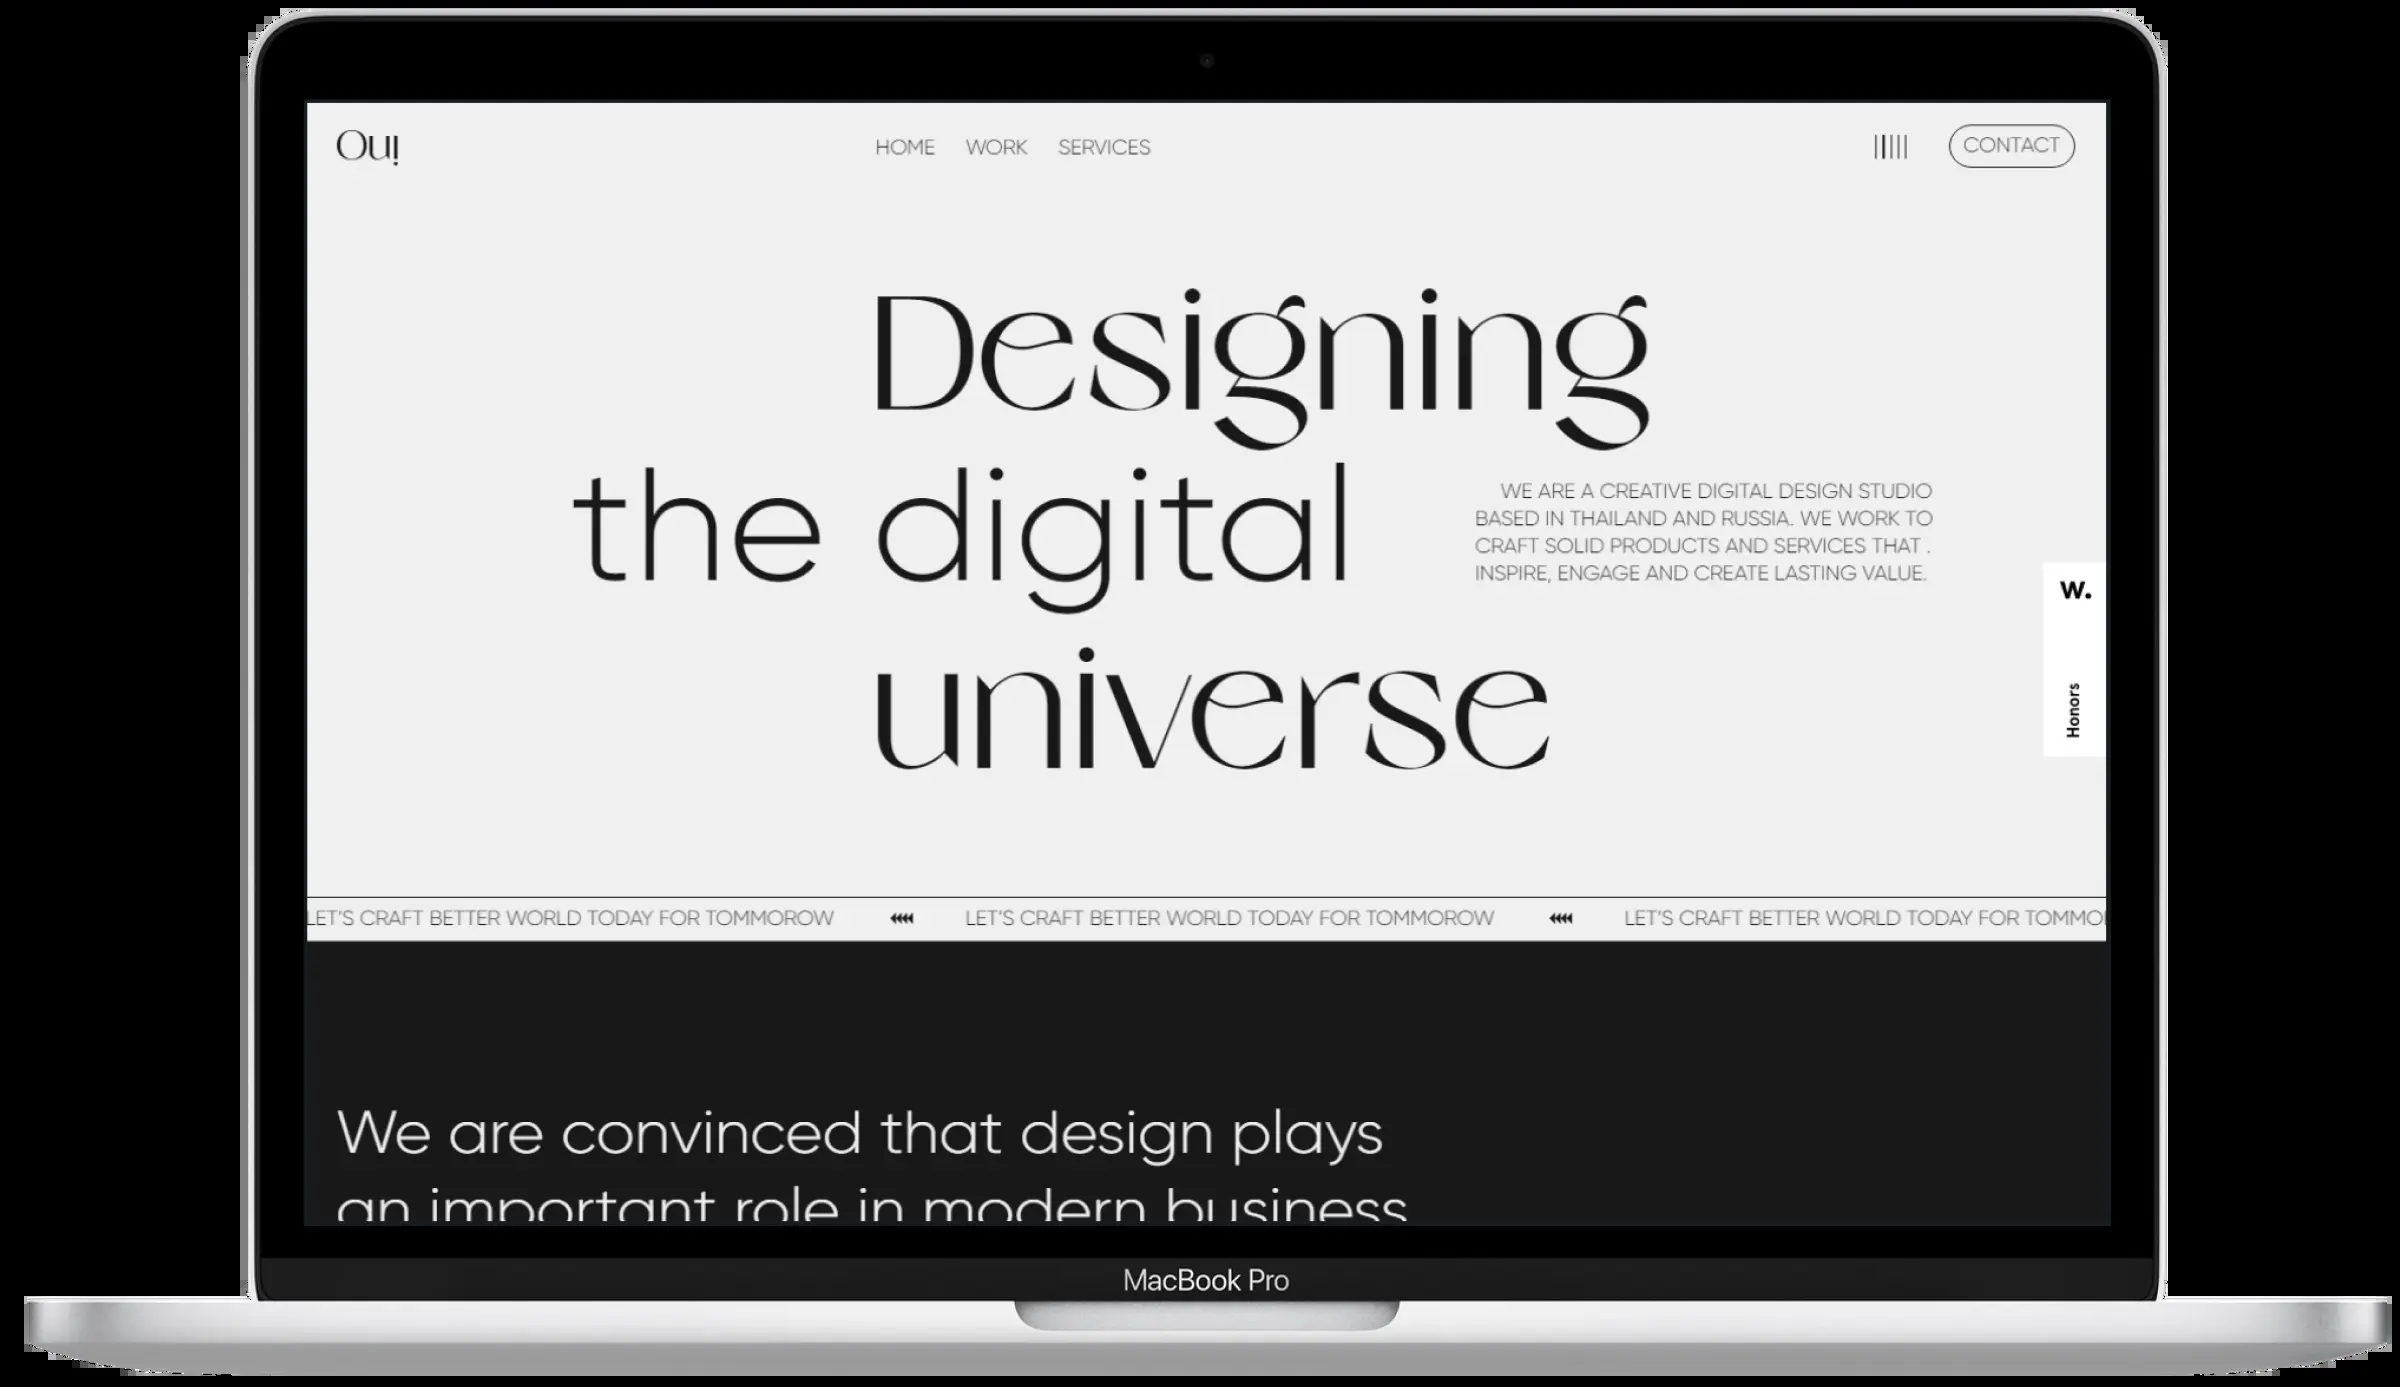 Ou!
HOME WORK SERVICES
CONTACT
Designing
the digital
universe
WE ARE A CREATIVE DIGITAL DESIGN STUDIO
BASED IN THAILAND AND RUSSIA. WE WORK TO
CRAFT SOLID PRODUCTS AND SERVICES THAT .
INSPIRE, ENGAGE AND CREATE LASTING VALUE.
W.
Honors
LET'S CRAFT BETTER WORLD TODAY FOR TOMMOROW LET'S CRAFT BETTER WORLD TODAY FOR TOMMOROW LET'S CRAFT BETTER WORLD TODAY FOR TOMMO
We are convinced that design plays
an important role in modern business
MacBook Pro